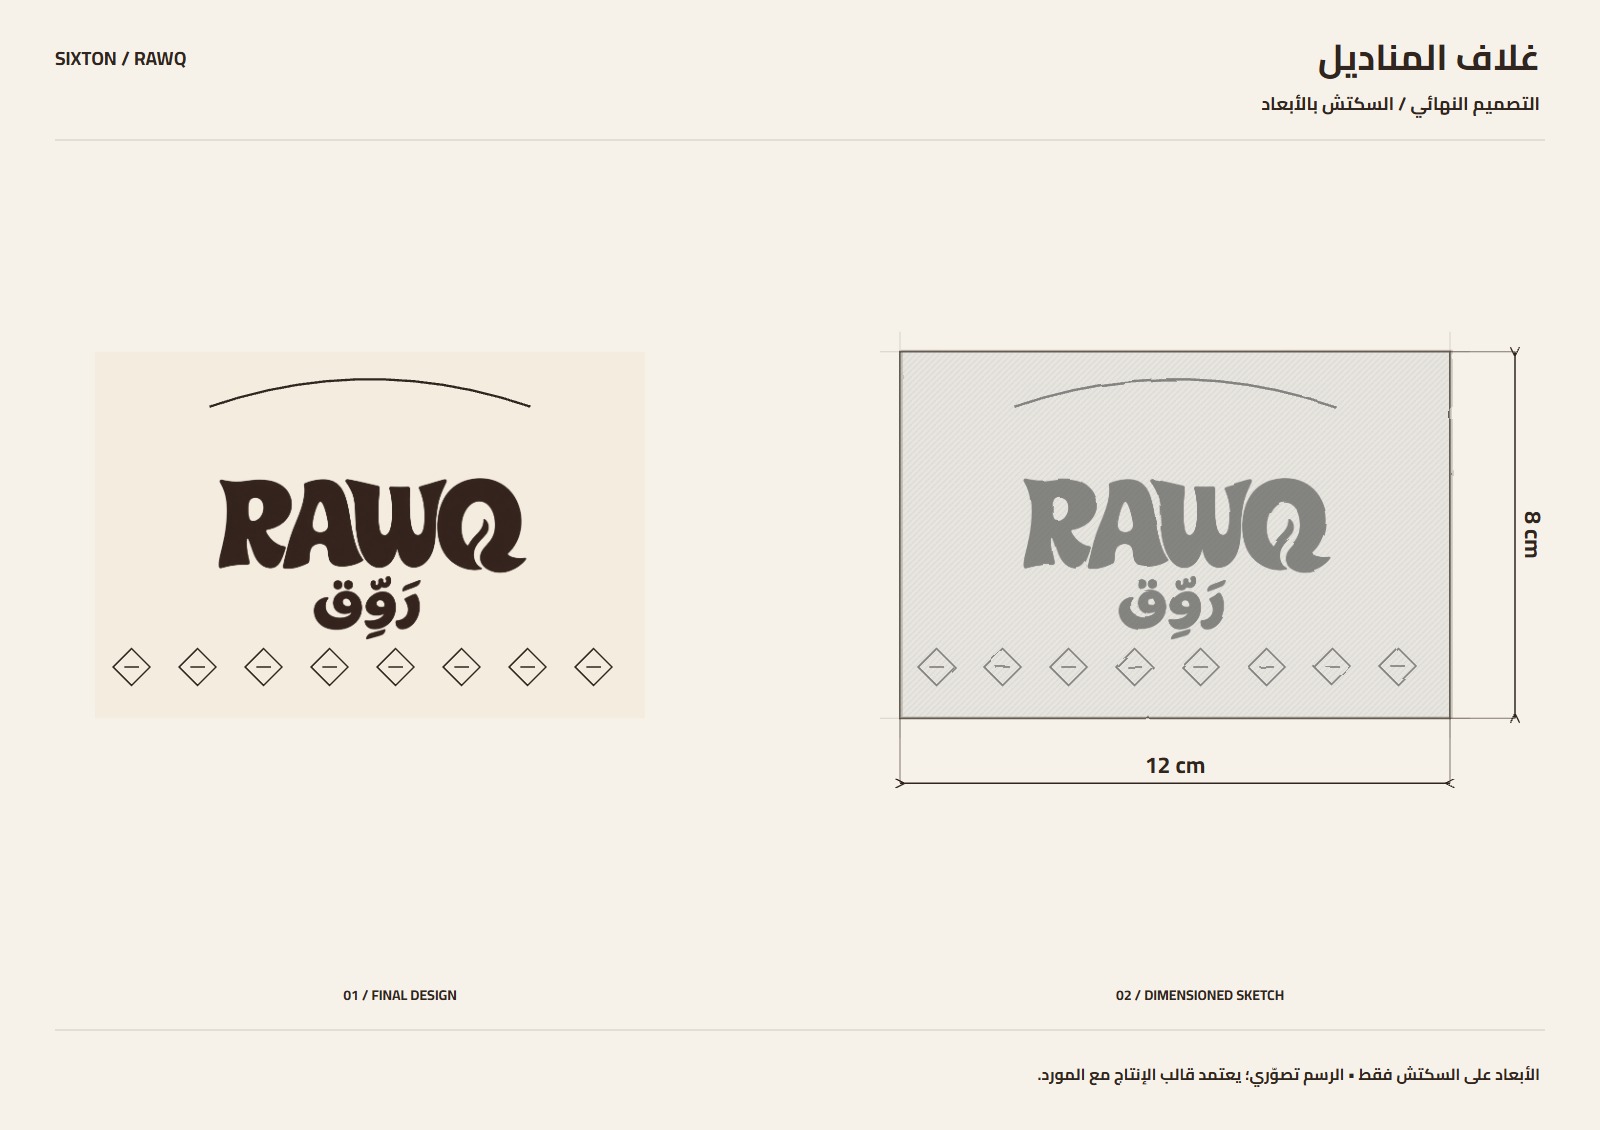 SIXTON / RAWQ
غلاف المناديل
التصميم النهائي / السكتش بالأبعاد
RAWQ
رَوِّق
RAWQ
رَوِّق
8 cm
12 cm
01 / FINAL DESIGN
02 / DIMENSIONED SKETCH
الأبعاد على السكتش فقط • الرسم تصوّري؛ يعتمد قالب الإنتاج مع المورد.